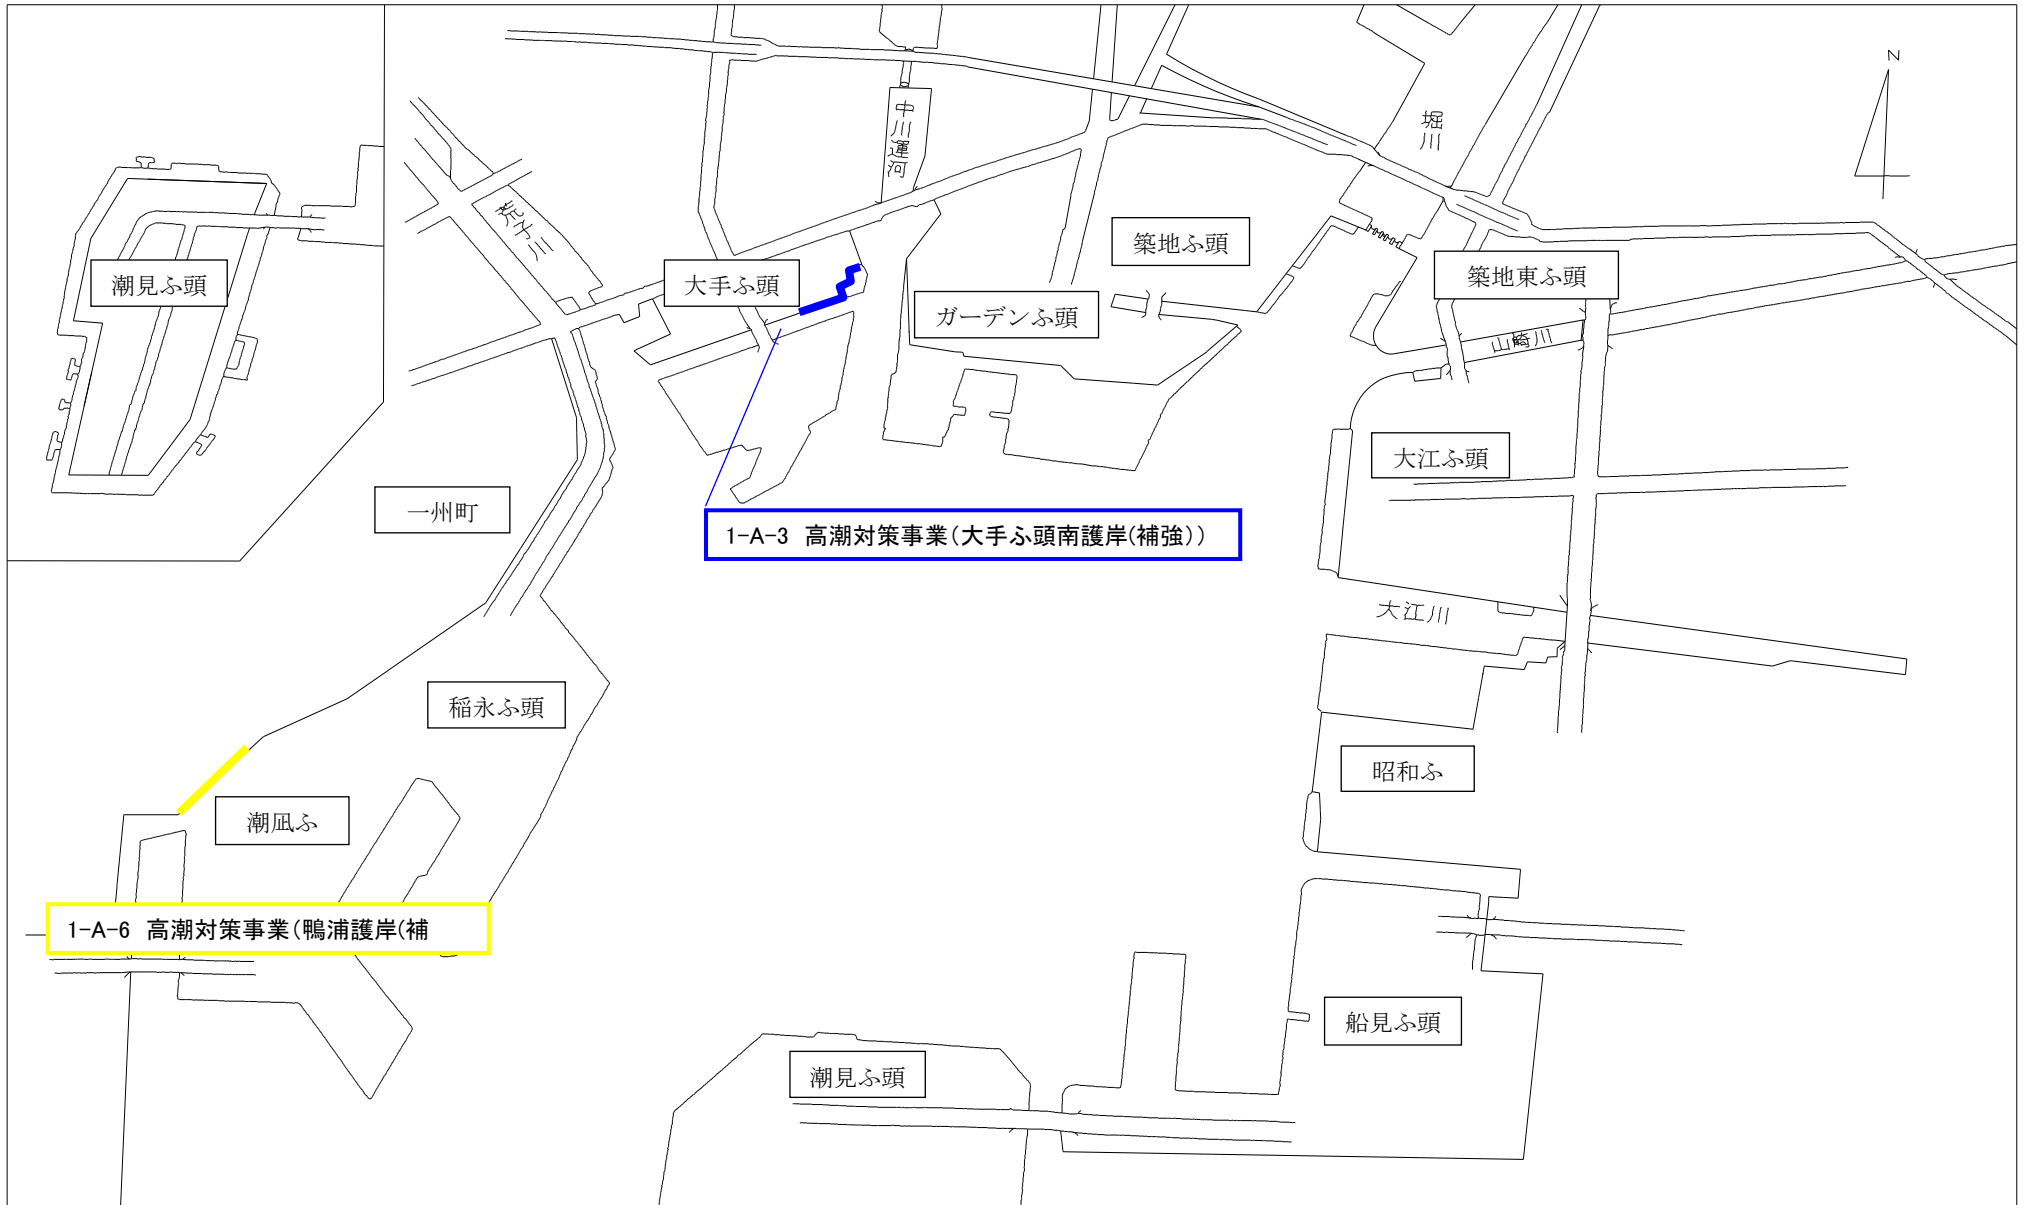 N
中川運河
堀川
荒子川
築地ふ頭
潮見ふ頭
大手ふ頭
築地東ふ頭
ガーデンふ頭
山崎川
大江ふ頭
一州町
1-A-3 高潮対策事業(大手ふ頭南護岸(補強))
大江川
稲永ふ頭
昭和ふ
潮凪ふ
1-A-6 高潮対策事業(鴨浦護岸(補
船見ふ頭
潮見ふ頭